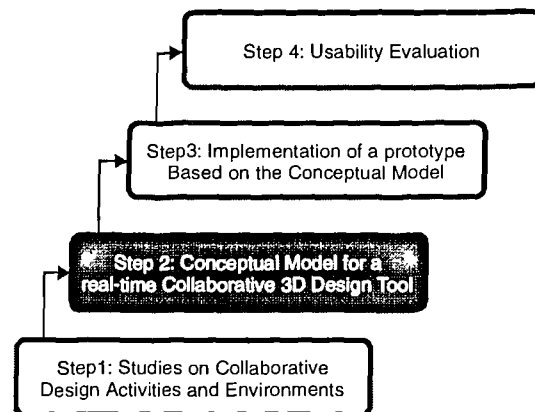 Step 4: Usability Evaluation
Step3: Implementation of a prototype
Based on the Conceptual Model
Step 2: Conceptual Model for a
real-time Collaborative 3D Design Tool
Step1: Studies on Collaborative
Design Activities and Environments